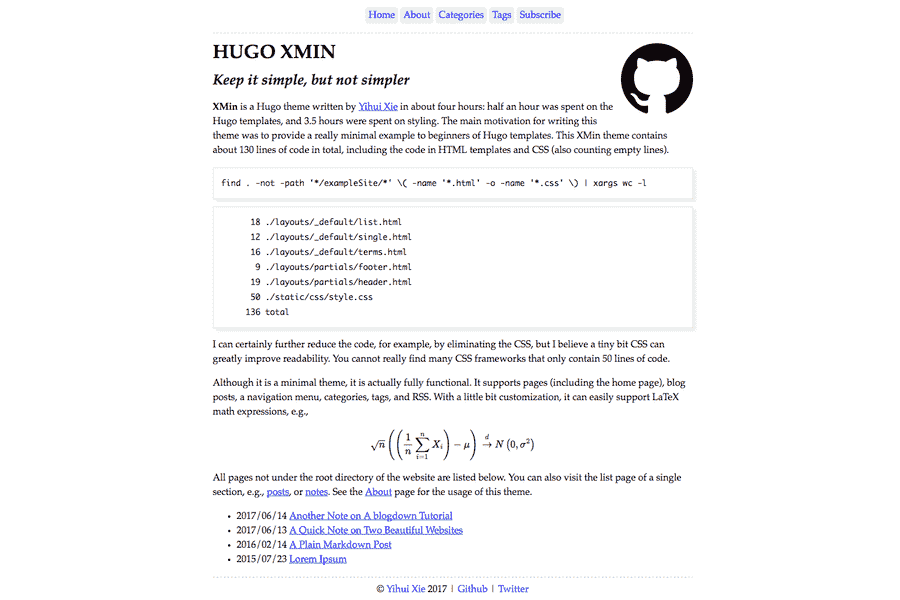 Home About Categories Tags Subscribe
HUGO XMIN
Keep it simple, but not simpler
XMin is a Hugo theme written by Yihui Xie in about four hours: half an hour was spent on the
Hugo templates, and 3.5 hours were spent on styling. The main motivation for writing this
theme was to provide a really minimal example to beginners of Hugo templates. This XMin theme contains
about 130 lines of code in total, including the code in HTML templates and CSS (also counting empty lines).
find . -not -path '*/exampleSite/*' \( -name '*.html' -o -name '*.css' \) | xargs wc -l
18 ./layouts/_default/list.html
12 ./layouts/_default/single.html
16 ./layouts/_default/terms.html
9 ./layouts/partials/footer.html
19 ./layouts/partials/header.html
50 ./static/css/style.css
136 total
I can certainly further reduce the code, for example, by eliminating the CSS, but I believe a tiny bit CSS can
greatly improve readability. You cannot really find many CSS frameworks that only contain 50 lines of code.
Although it is a minimal theme, it is actually fully functional. It supports pages (including the home page), blog
posts, a navigation menu, categories, tags, and RSS. With a little bit customization, it can easily support LaTeX
math expressions, e.g.,
√n ( ( 1/n ∑_{i=1}^{n} X_i ) − μ ) →^d N (0, σ²)
All pages not under the root directory of the website are listed below. You can also visit the list page of a single
section, e.g., posts, or notes. See the About page for the usage of this theme.
• 2017/06/14 Another Note on A blogdown Tutorial
• 2017/06/13 A Quick Note on Two Beautiful Websites
• 2016/02/14 A Plain Markdown Post
• 2015/07/23 Lorem Ipsum
© Yihui Xie 2017 | Github | Twitter